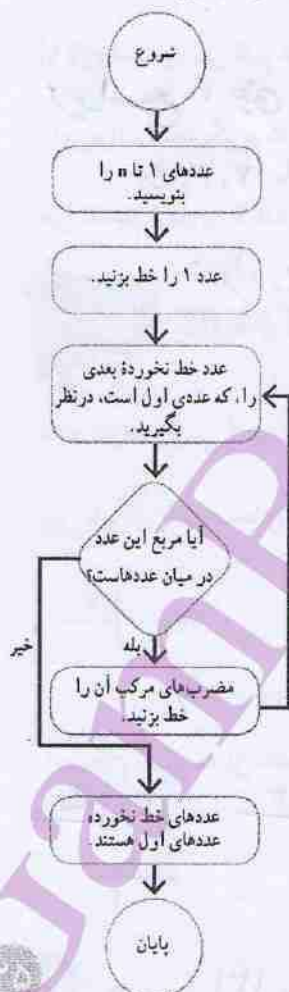 شروع
عددهای ۱ تا n را
بنویسید.
عدد ۱ را خط بزنید.
عدد خط نخوردهٔ بعدی
را، که عددی اول است، درنظر
بگیرید.
آیا مربع این عدد
در میان عددهاست؟
خیر
بله
مضرب‌های مرکب آن را
خط بزنید.
عددهای خط نخورده
عددهای اول هستند.
پایان
۲۵